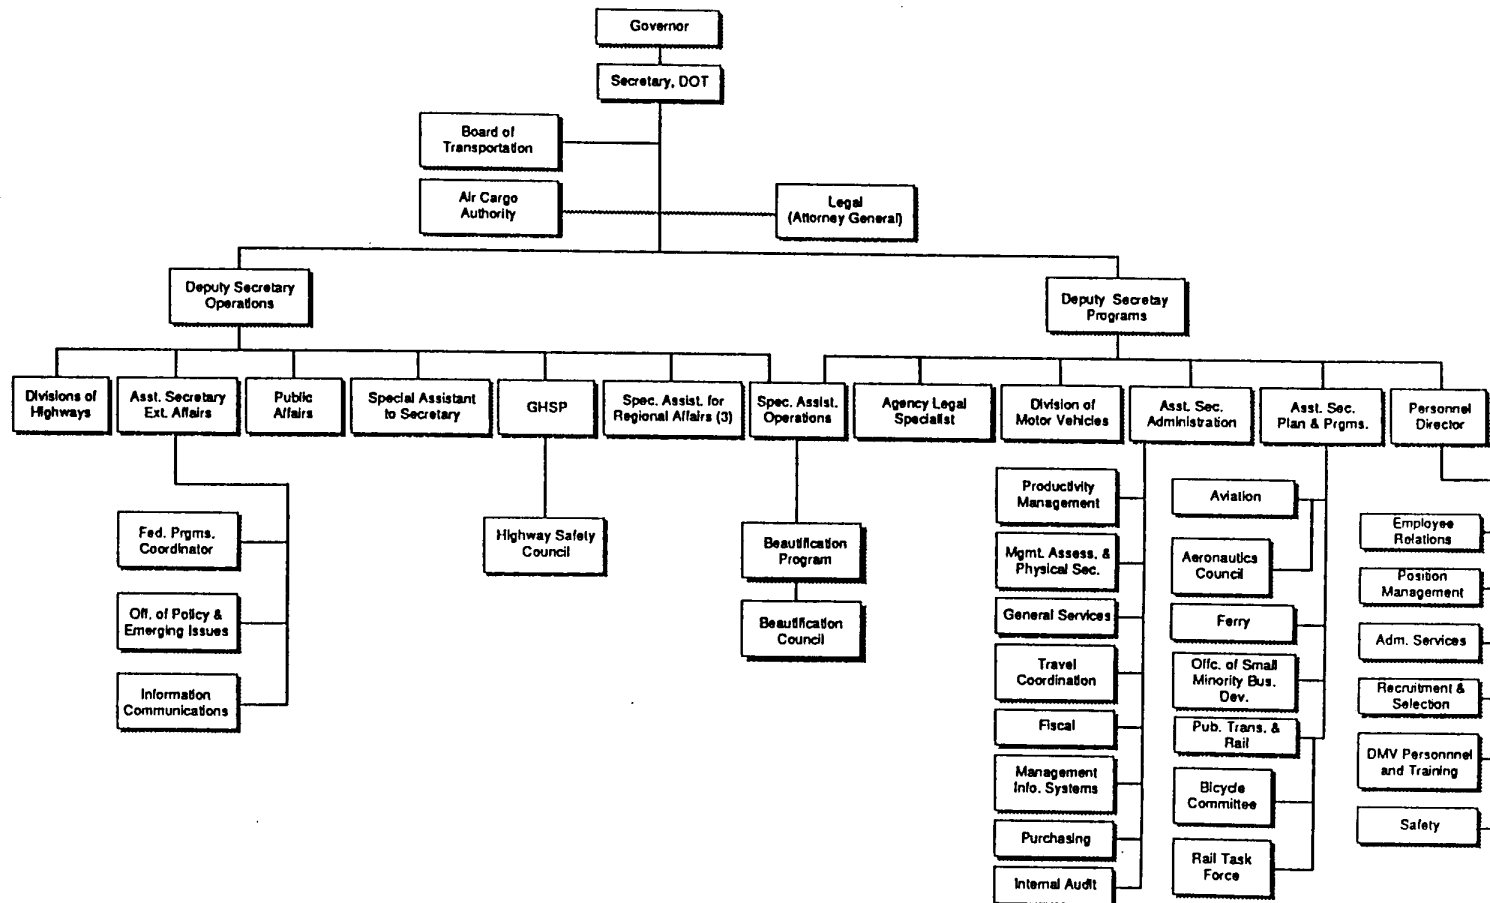 Governor
Secretary, DOT
Board of
Transportation
Air Cargo
Authority
Legal
(Attorney General)
Deputy Secretary
Operations
Deputy Secretay
Programs
Divisions of
Highways
Asst. Secretary
Ext. Affairs
Public
Affairs
Special Assistant
to Secretary
GHSP
Spec. Assist. for
Regional Affairs (3)
Spec. Assist.
Operations
Agency Legal
Specialist
Division of
Motor Vehicles
Asst. Sec.
Administration
Asst. Sec.
Plan & Prgms.
Personnel
Director
Fed. Prgms.
Coordinator
Off. of Policy &
Emerging Issues
Information
Communications
Highway Safety
Council
Beautification
Program
Beautification
Council
Productivity
Management
Mgmt. Assess. &
Physical Sec.
General Services
Travel
Coordination
Fiscal
Management
Info. Systems
Purchasing
Internal Audit
Aviation
Aeronautics
Council
Ferry
Offc. of Small
Minority Bus.
Dev.
Pub. Trans. &
Rail
Bicycle
Committee
Rail Task
Force
Employee
Relations
Position
Management
Adm. Services
Recruitment &
Selection
DMV Personnnel
and Training
Safety